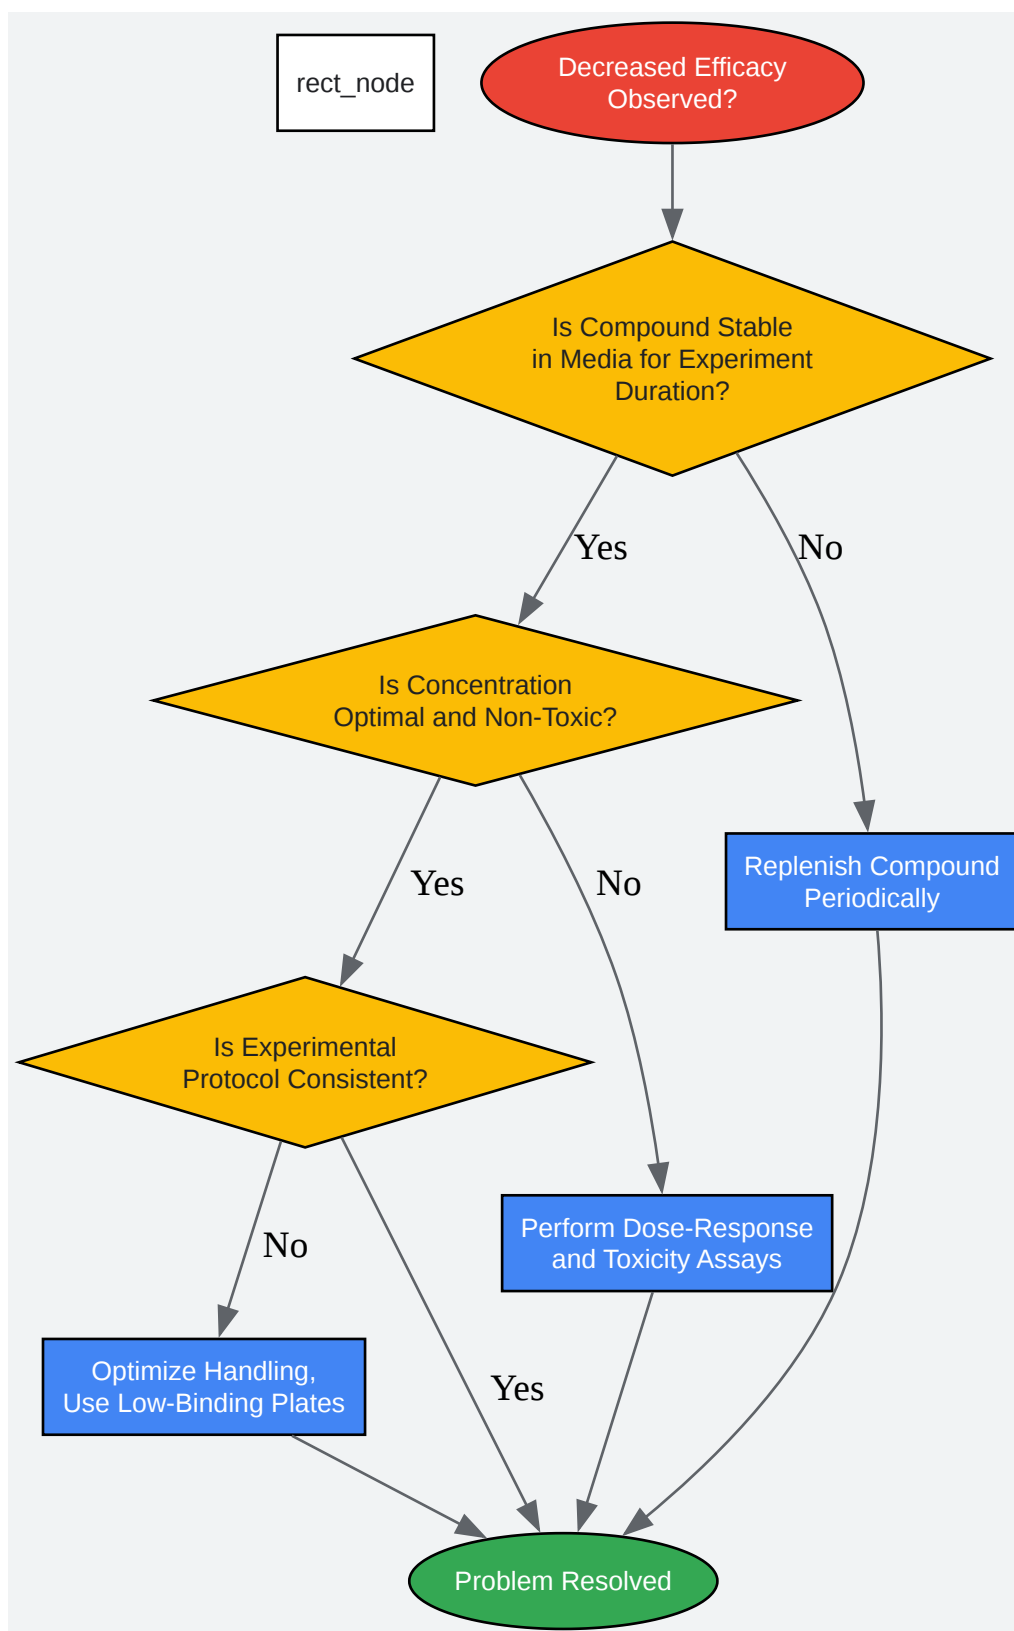 rect_node
Decreased Efficacy
Observed?
Is Compound Stable
in Media for Experiment
Duration?
Yes
No
Is Concentration
Optimal and Non-Toxic?
Yes
No
Replenish Compound
Periodically
Is Experimental
Protocol Consistent?
No
Yes
Perform Dose-Response
and Toxicity Assays
Optimize Handling,
Use Low-Binding Plates
Problem Resolved